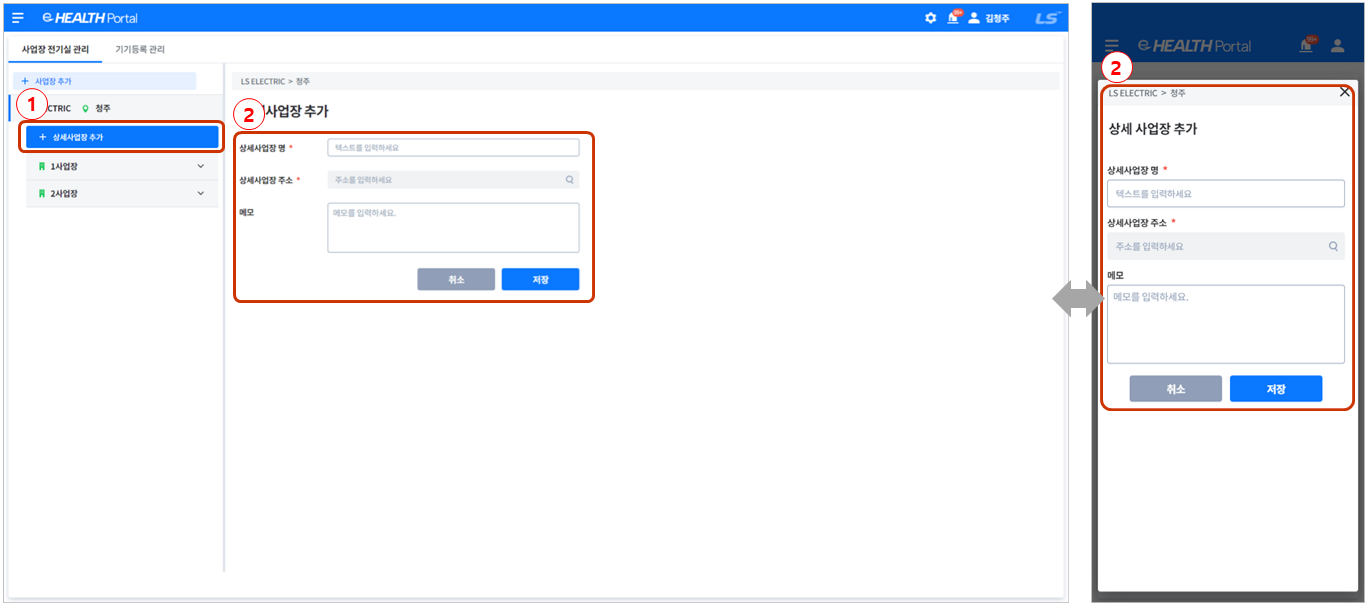 e HEALTH Portal
99+
김청주
LS
사업장 전기실 관리
기기등록 관리
+ 사업장 추가
CTRIC 청주
1
+ 상세사업장 추가
1사업장
2사업장
LS ELECTRIC > 청주
2
사업장 추가
상세사업장 명 *
텍스트를 입력하세요
상세사업장 주소 *
주소를 입력하세요
메모
메모를 입력하세요.
취소
저장
e HEALTH Portal
99+
2
LS ELECTRIC > 청주
상세 사업장 추가
상세사업장 명 *
텍스트를 입력하세요
상세사업장 주소 *
주소를 입력하세요
메모
메모를 입력하세요.
취소
저장